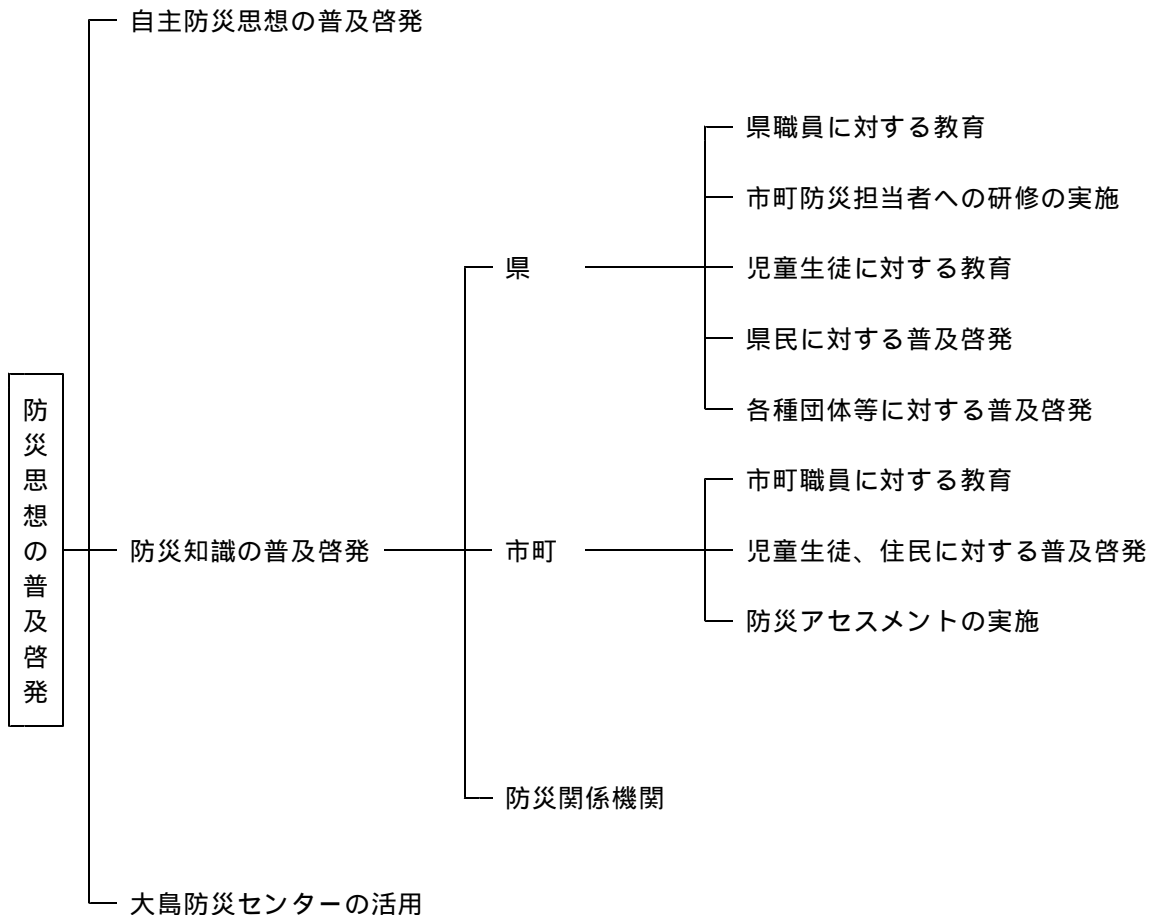 防災思想の普及啓発
自主防災思想の普及啓発
防災知識の普及啓発
県
県職員に対する教育
市町防災担当者への研修の実施
児童生徒に対する教育
県民に対する普及啓発
各種団体等に対する普及啓発
市町
市町職員に対する教育
児童生徒、住民に対する普及啓発
防災アセスメントの実施
防災関係機関
大島防災センターの活用